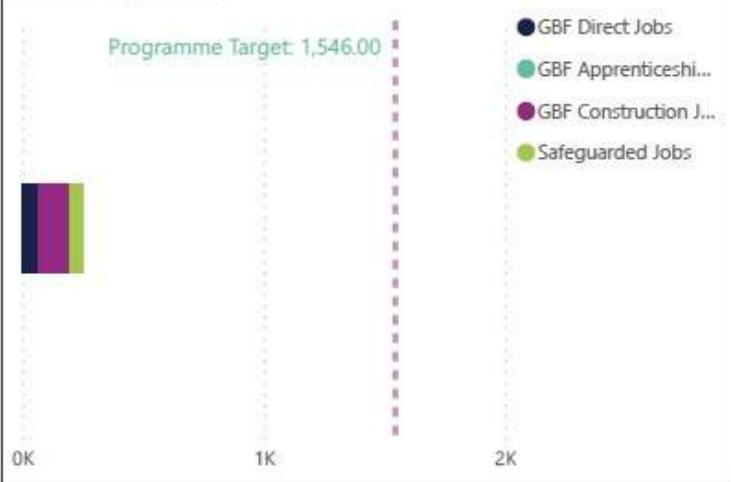 Programme Target: 1,546.00
GBF Direct Jobs
GBF Apprenticeshi...
GBF Construction J...
Safeguarded Jobs
0K 1K 2K